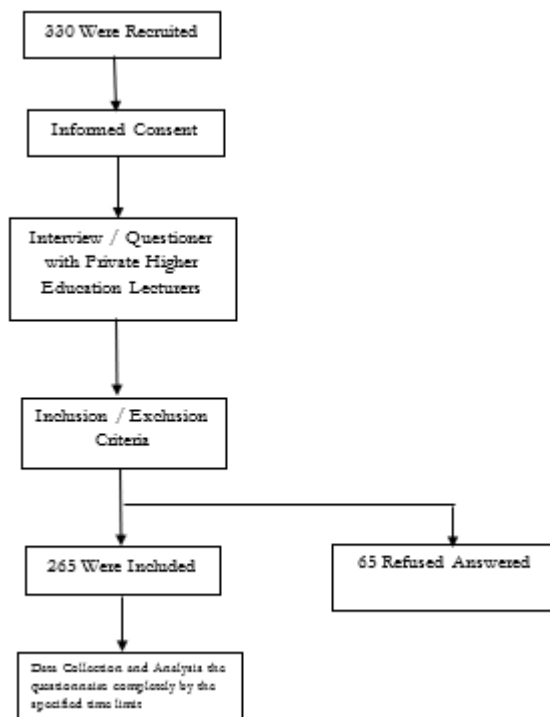 330 Were Recruited
Informed Consent
Interview / Questioner
with Private Higher
Education Lecturers
Inclusion / Exclusion
Criteria
265 Were Included
65 Refused Answered
Data Collection and Analysis the
questionnaire completely by the
specified time limit